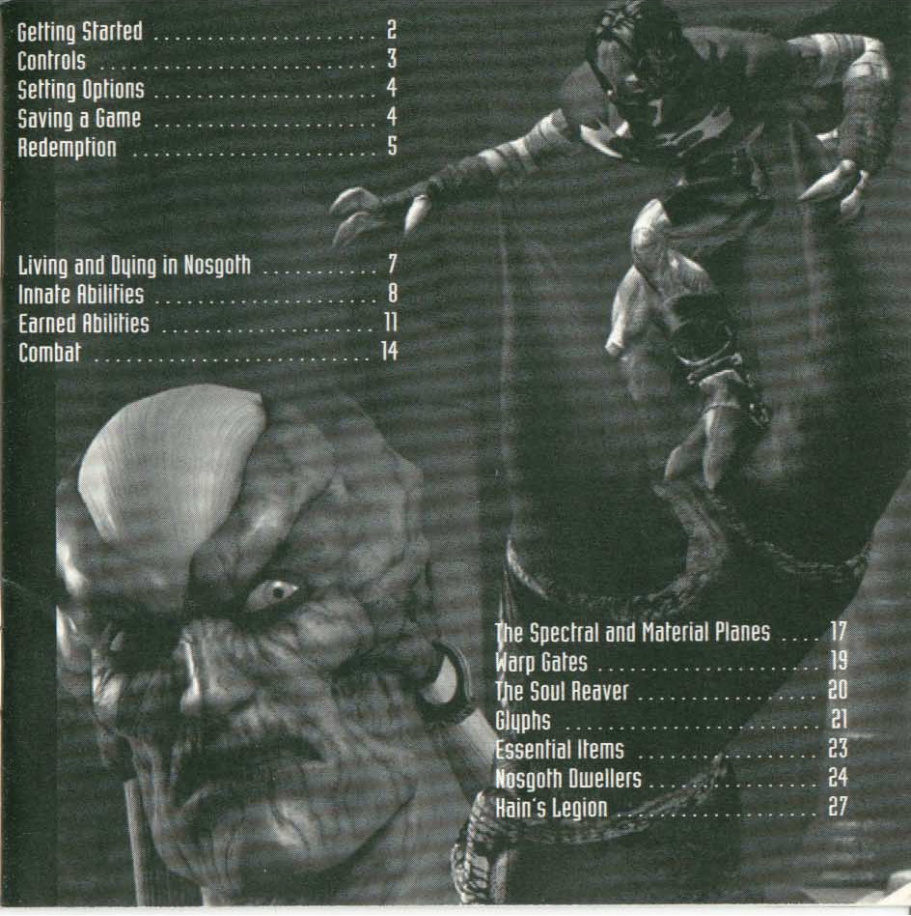 Getting Started .................... 2
Controls .......................... 3
Setting Options .................... 4
Saving a Game .................... 4
Redemption ....................... 5
Living and Dying in Nosgoth ........... 7
Innate Abilities ..................... 8
Earned Abilities .................... 11
Combat .......................... 14
The Spectral and Material Planes .... 17
Warp Gates ..................... 19
The Soul Reaver ................. 20
Glyphs ........................ 21
Essential Items ................. 23
Nosgoth Dwellers ................ 24
Kain's Legion .................... 27